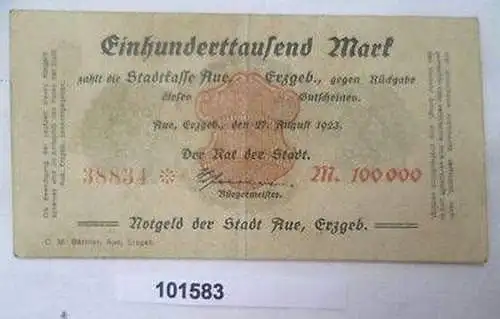 Einhunderttausend Mark
zahlt die Stadtkasse Aue, Erzgeb., gegen Rückgabe
dieses Gutscheines.
Aue, Erzgeb., den 27. August 1923.
Der Rat der Stadt.
38834 * M. 100 000
Bürgermeister.
Notgeld der Stadt Aue, Erzgeb.
C. M. Gärtner, Aue, Erzgeb.
101583